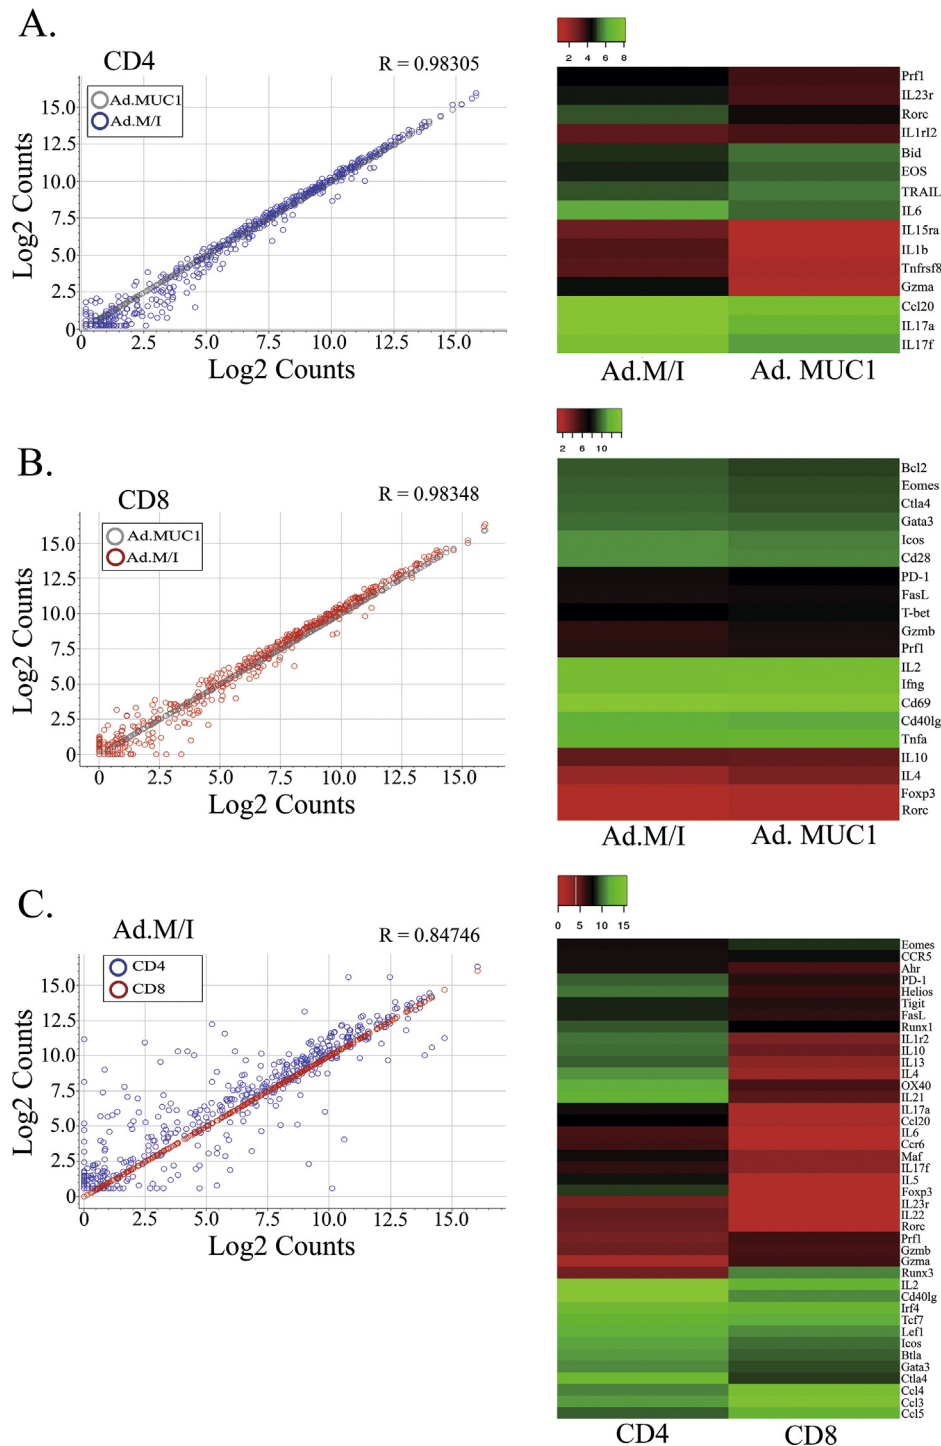 A.
CD4
R = 0.98305
Ad.MUC1
Ad.M/I
Log2 Counts
15.0
12.5
10.0
7.5
5.0
2.5
0
0 2.5 5.0 7.5 10.0 12.5 15.0
Log2 Counts
2 4 6 8
Prf1
IL23r
Rorc
IL1rI2
Bid
EOS
TRAIL
IL6
IL15ra
IL1b
Tnfrsf8
Gzma
Ccl20
IL17a
IL17f
Ad.M/I Ad. MUC1
B.
CD8
R = 0.98348
Ad.MUC1
Ad.M/I
Log2 Counts
15.0
12.5
10.0
7.5
5.0
2.5
0
0 2.5 5.0 7.5 10.0 12.5 15.0
Log2 Counts
2 6 10
Bcl2
Eomes
Ctla4
Gata3
Icos
Cd28
PD-1
FasL
T-bet
Gzmb
Prf1
IL2
Ifng
Cd69
Cd40lg
Tnfa
IL10
IL4
Foxp3
Rorc
Ad.M/I Ad. MUC1
C.
Ad.M/I
R = 0.84746
CD4
CD8
Log2 Counts
15.0
12.5
10.0
7.5
5.0
2.5
0
0 2.5 5.0 7.5 10.0 12.5 15.0
Log2 Counts
0 5 10 15
Eomes
CCR5
Ahr
PD-1
Helios
Tigit
FasL
Runx1
IL1r2
IL10
IL13
IL4
OX40
IL21
IL17a
Ccl20
IL6
Ccr6
Maf
IL17f
IL5
Foxp3
IL23r
IL22
Rorc
Prf1
Gzmb
Gzma
Runx3
IL2
Cd40lg
Irf4
Tcf7
Lef1
Icos
Btla
Gata3
Ctla4
Ccl4
Ccl3
Ccl5
CD4 CD8